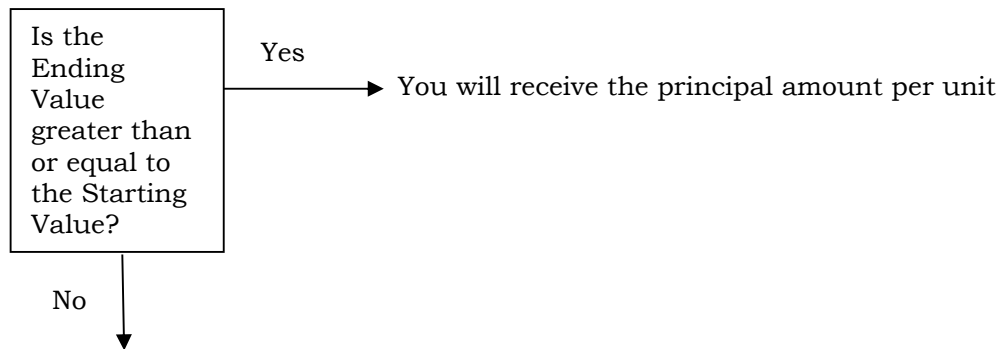 Is the
Ending
Value
greater than
or equal to
the Starting
Value?
Yes
You will receive the principal amount per unit
No